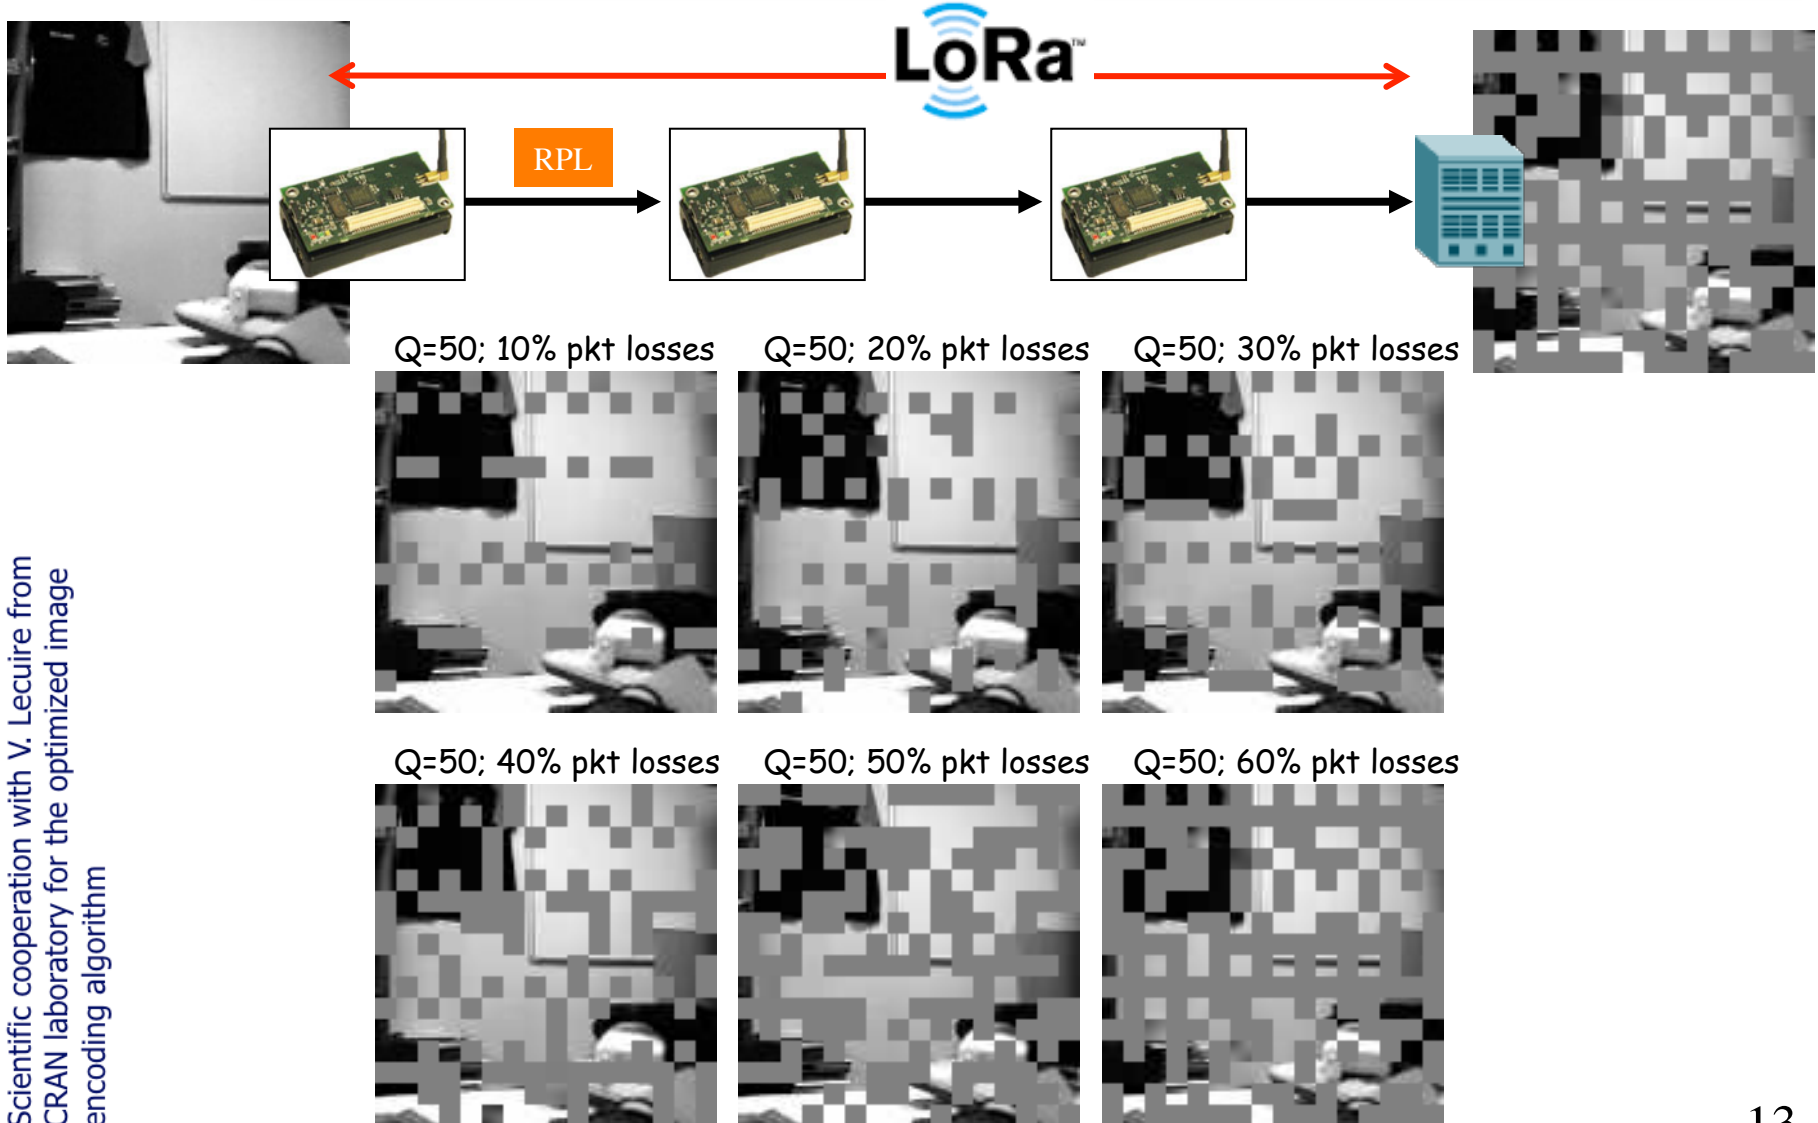 LoRa™
RPL
Q=50; 10% pkt losses
Q=50; 20% pkt losses
Q=50; 30% pkt losses
Q=50; 40% pkt losses
Q=50; 50% pkt losses
Q=50; 60% pkt losses
Scientific cooperation with V. Lecuire from
CRAN laboratory for the optimized image
encoding algorithm
13